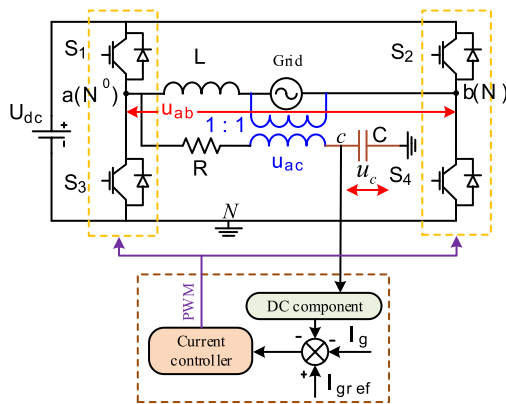 S1
S2
L
Grid
a(N⁰)
b(N)
Udc
+
-
uab
1 : 1
c
C
R
uac
uc
S3
S4
N
PWM
DC component
-
-
Ig
Current
controller
+
Igref